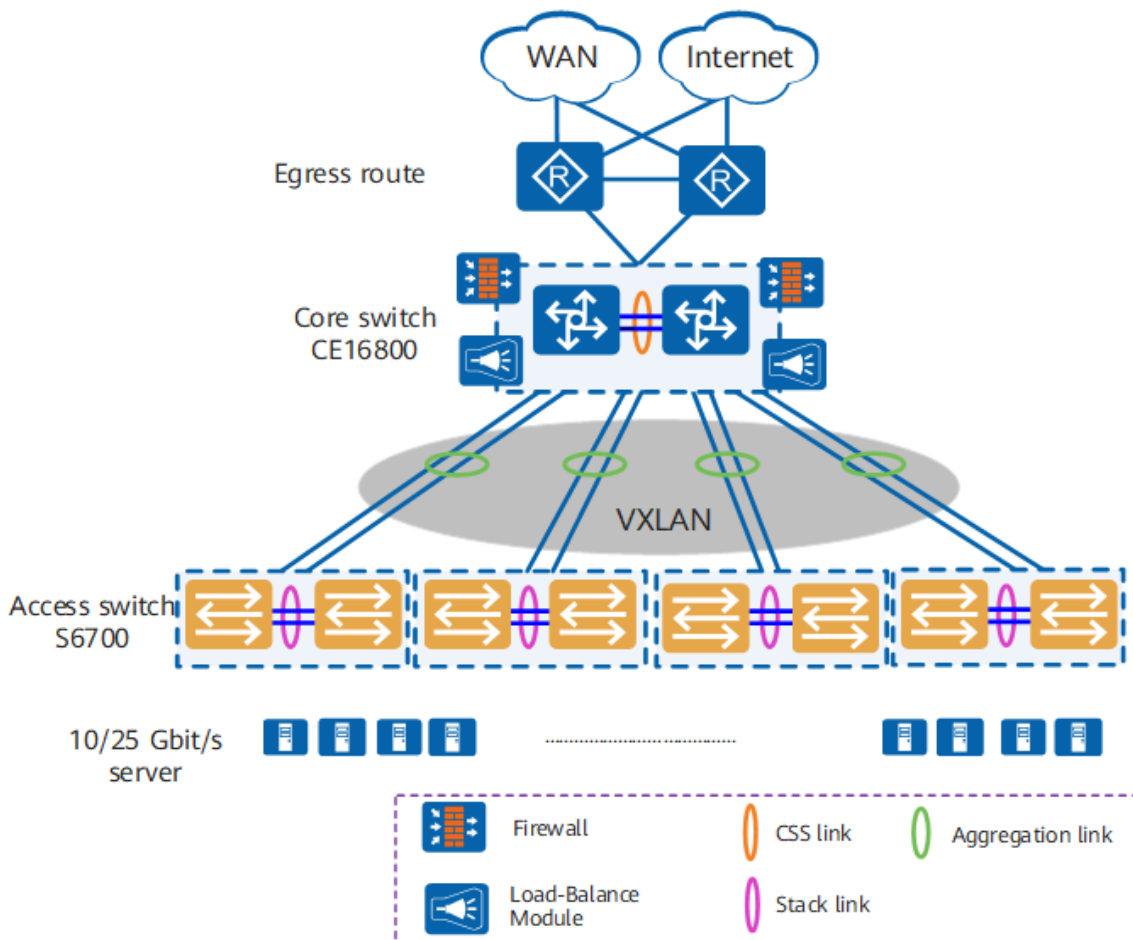 WAN
Internet
Egress route
R
R
Core switch
CE16800
VXLAN
Access switch
S6700
10/25 Gbit/s
server
Firewall
CSS link
Aggregation link
Load-Balance
Module
Stack link